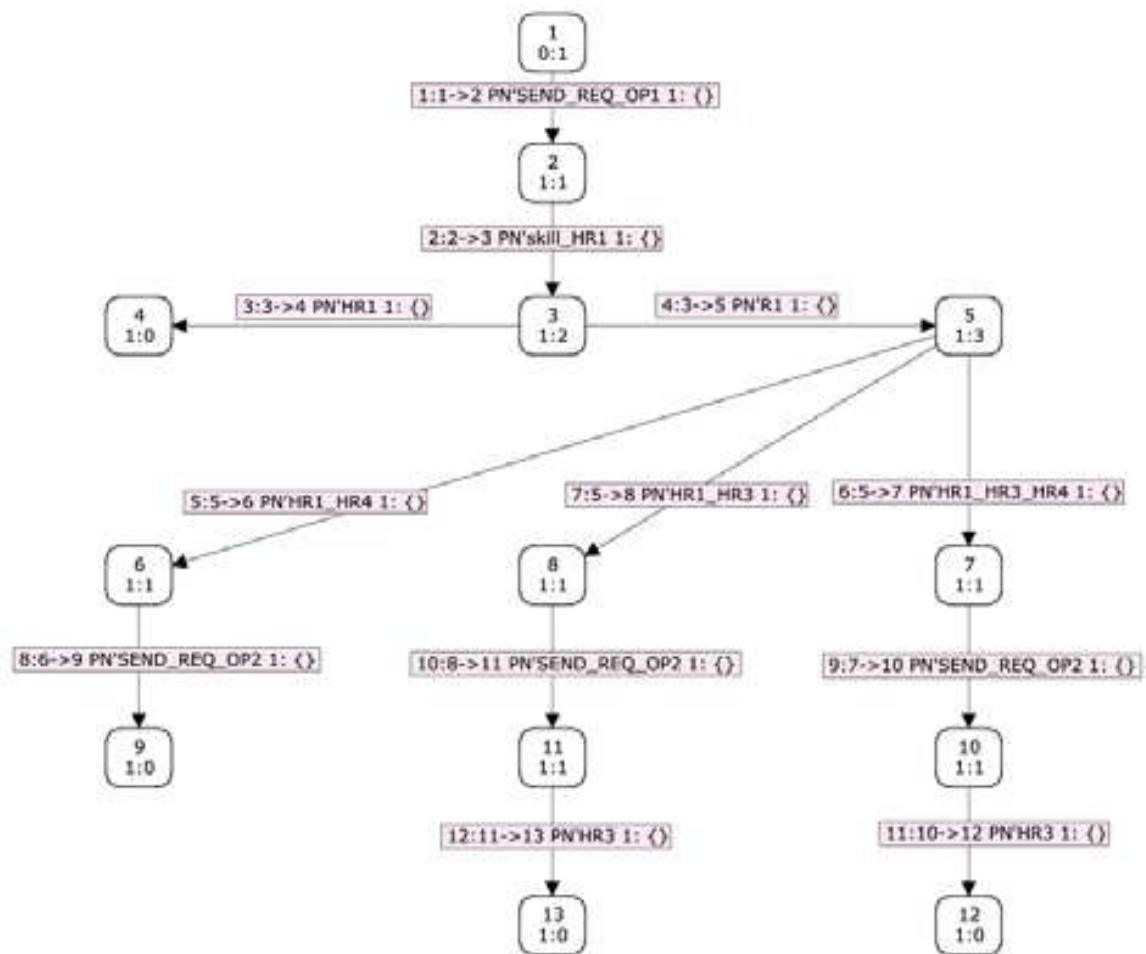 1
0:1
1:1->2 PN'SEND_REQ_OP1 1: {}
2
1:1
2:2->3 PN'skill_HR1 1: {}
4
1:0
3:3->4 PN'HR1 1: {}
3
1:2
4:3->5 PN'R1 1: {}
5
1:3
5:5->6 PN'HR1_HR4 1: {}
7:5->8 PN'HR1_HR3 1: {}
6:5->7 PN'HR1_HR3_HR4 1: {}
6
1:1
8
1:1
7
1:1
8:6->9 PN'SEND_REQ_OP2 1: {}
10:8->11 PN'SEND_REQ_OP2 1: {}
9:7->10 PN'SEND_REQ_OP2 1: {}
9
1:0
11
1:1
10
1:1
12:11->13 PN'HR3 1: {}
11:10->12 PN'HR3 1: {}
13
1:0
12
1:0